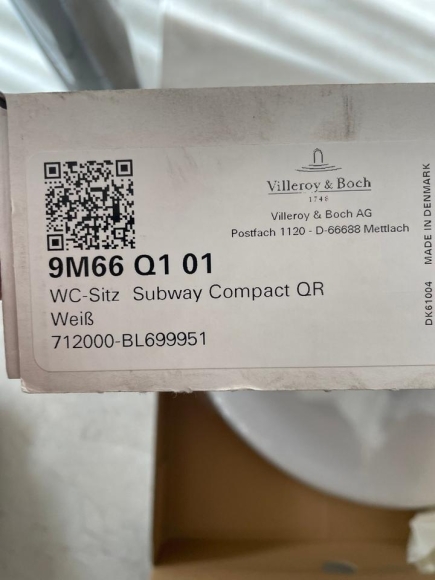 Villeroy & Boch
1748
Villeroy & Boch AG
Postfach 1120 - D-66688 Mettlach
9M66 Q1 01
WC-Sitz Subway Compact QR
Weiß
712000-BL699951
DK61004 MADE IN DENMARK